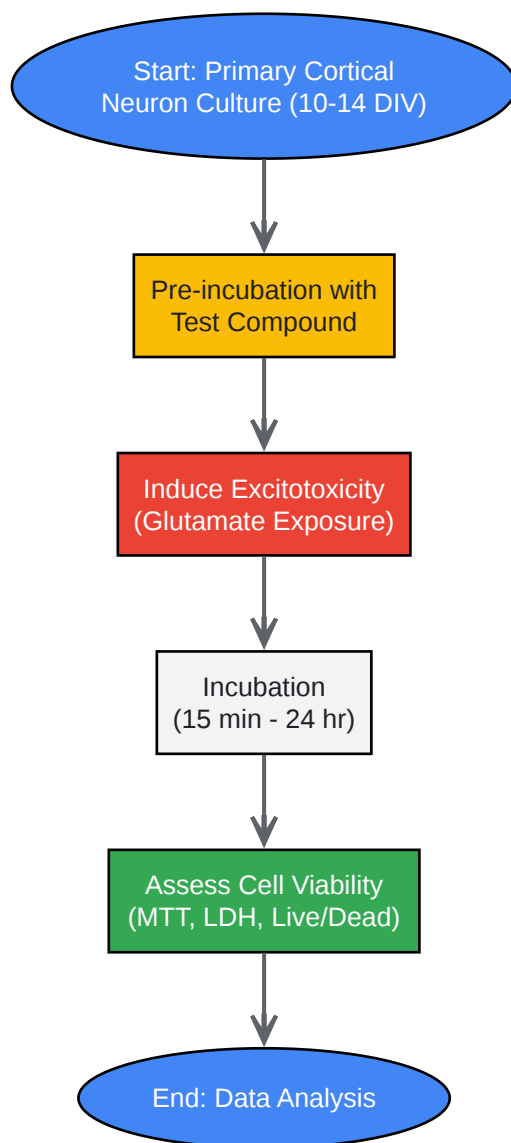 Start: Primary Cortical
Neuron Culture (10-14 DIV)
Pre-incubation with
Test Compound
Induce Excitotoxicity
(Glutamate Exposure)
Incubation
(15 min - 24 hr)
Assess Cell Viability
(MTT, LDH, Live/Dead)
End: Data Analysis